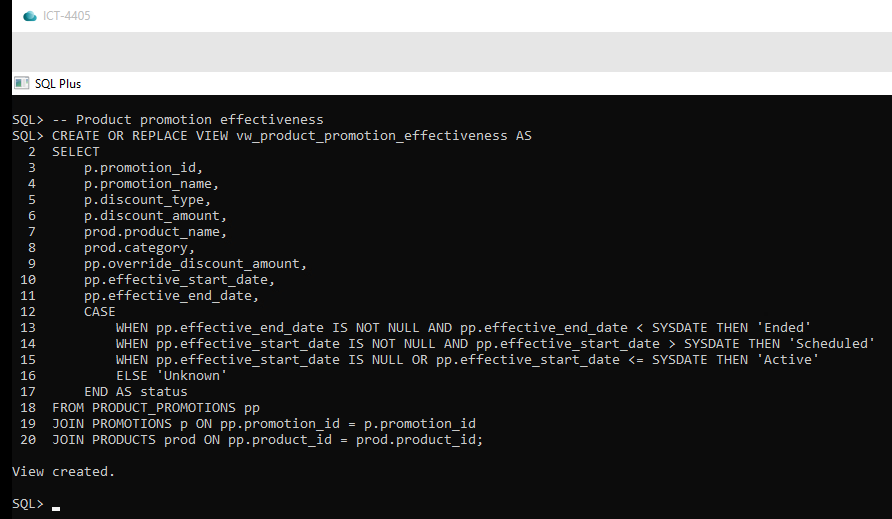 ICT-4405
SQL Plus
SQL> -- Product promotion effectiveness
SQL> CREATE OR REPLACE VIEW vw_product_promotion_effectiveness AS
  2  SELECT
  3      p.promotion_id,
  4      p.promotion_name,
  5      p.discount_type,
  6      p.discount_amount,
  7      prod.product_name,
  8      prod.category,
  9      pp.override_discount_amount,
 10      pp.effective_start_date,
 11      pp.effective_end_date,
 12      CASE
 13          WHEN pp.effective_end_date IS NOT NULL AND pp.effective_end_date < SYSDATE THEN 'Ended'
 14          WHEN pp.effective_start_date IS NOT NULL AND pp.effective_start_date > SYSDATE THEN 'Scheduled'
 15          WHEN pp.effective_start_date IS NULL OR pp.effective_start_date <= SYSDATE THEN 'Active'
 16          ELSE 'Unknown'
 17      END AS status
 18  FROM PRODUCT_PROMOTIONS pp
 19  JOIN PROMOTIONS p ON pp.promotion_id = p.promotion_id
 20  JOIN PRODUCTS prod ON pp.product_id = prod.product_id;
View created.
SQL>